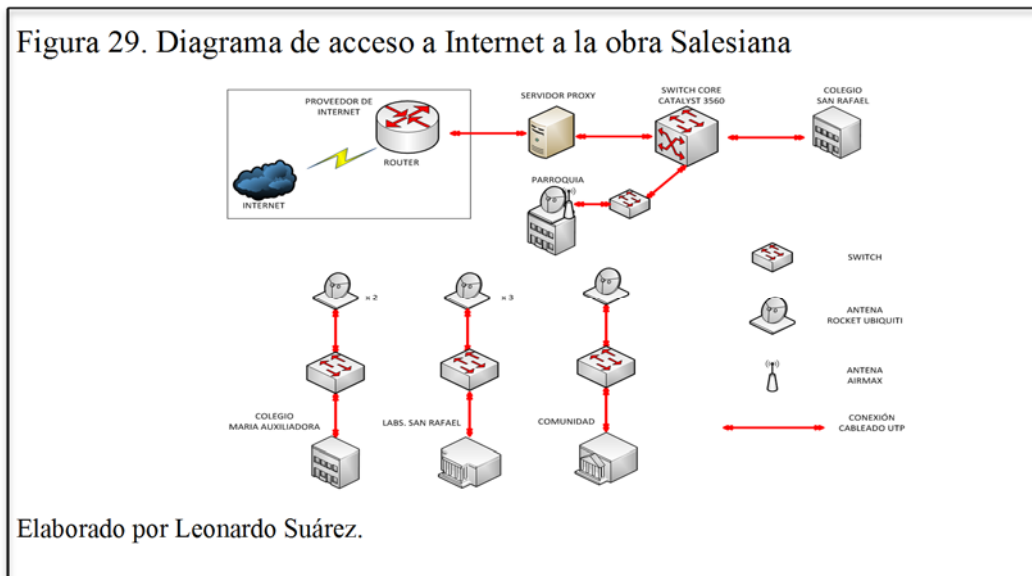 Figura 29. Diagrama de acceso a Internet a la obra Salesiana
PROVEEDOR DE
INTERNET
ROUTER
INTERNET
SERVIDOR PROXY
SWITCH CORE
CATALYST 3560
COLEGIO
SAN RAFAEL
PARROQUIA
x 2
x 3
COLEGIO
MARIA AUXILIADORA
LABS. SAN RAFAEL
COMUNIDAD
SWITCH
ANTENA
ROCKET UBIQUITI
ANTENA
AIRMAX
CONEXIÓN
CABLEADO UTP
Elaborado por Leonardo Suárez.